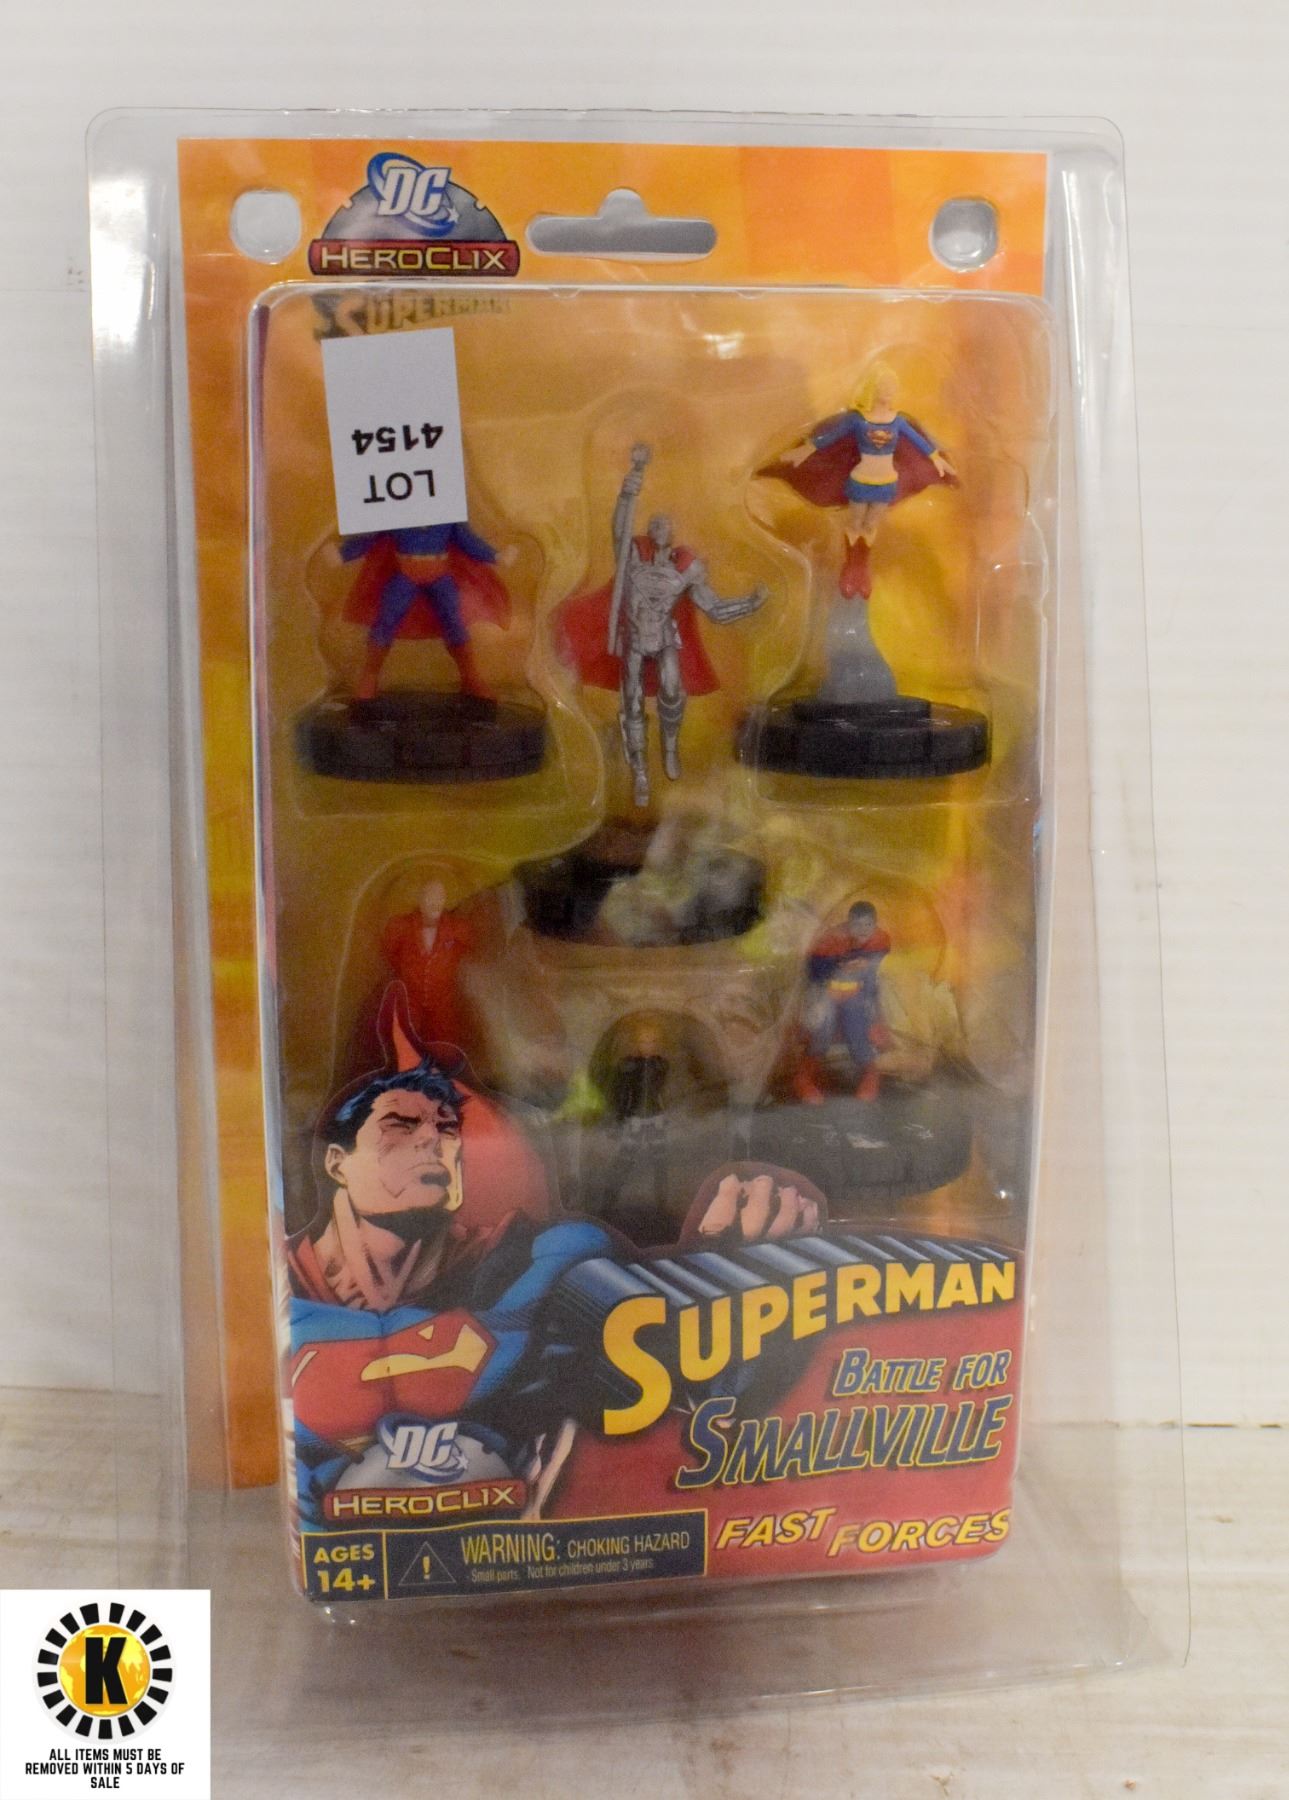 DC
HEROCLIX
SUPERMAN
LOT
4154
SUPERMAN
BATTLE FOR
SMALLVILLE
DC
HEROCLIX
FAST FORCES
AGES
14+
!
WARNING: CHOKING HAZARD
Small parts. Not for children under 3 years.
K
ALL ITEMS MUST BE
REMOVED WITHIN 5 DAYS OF
SALE